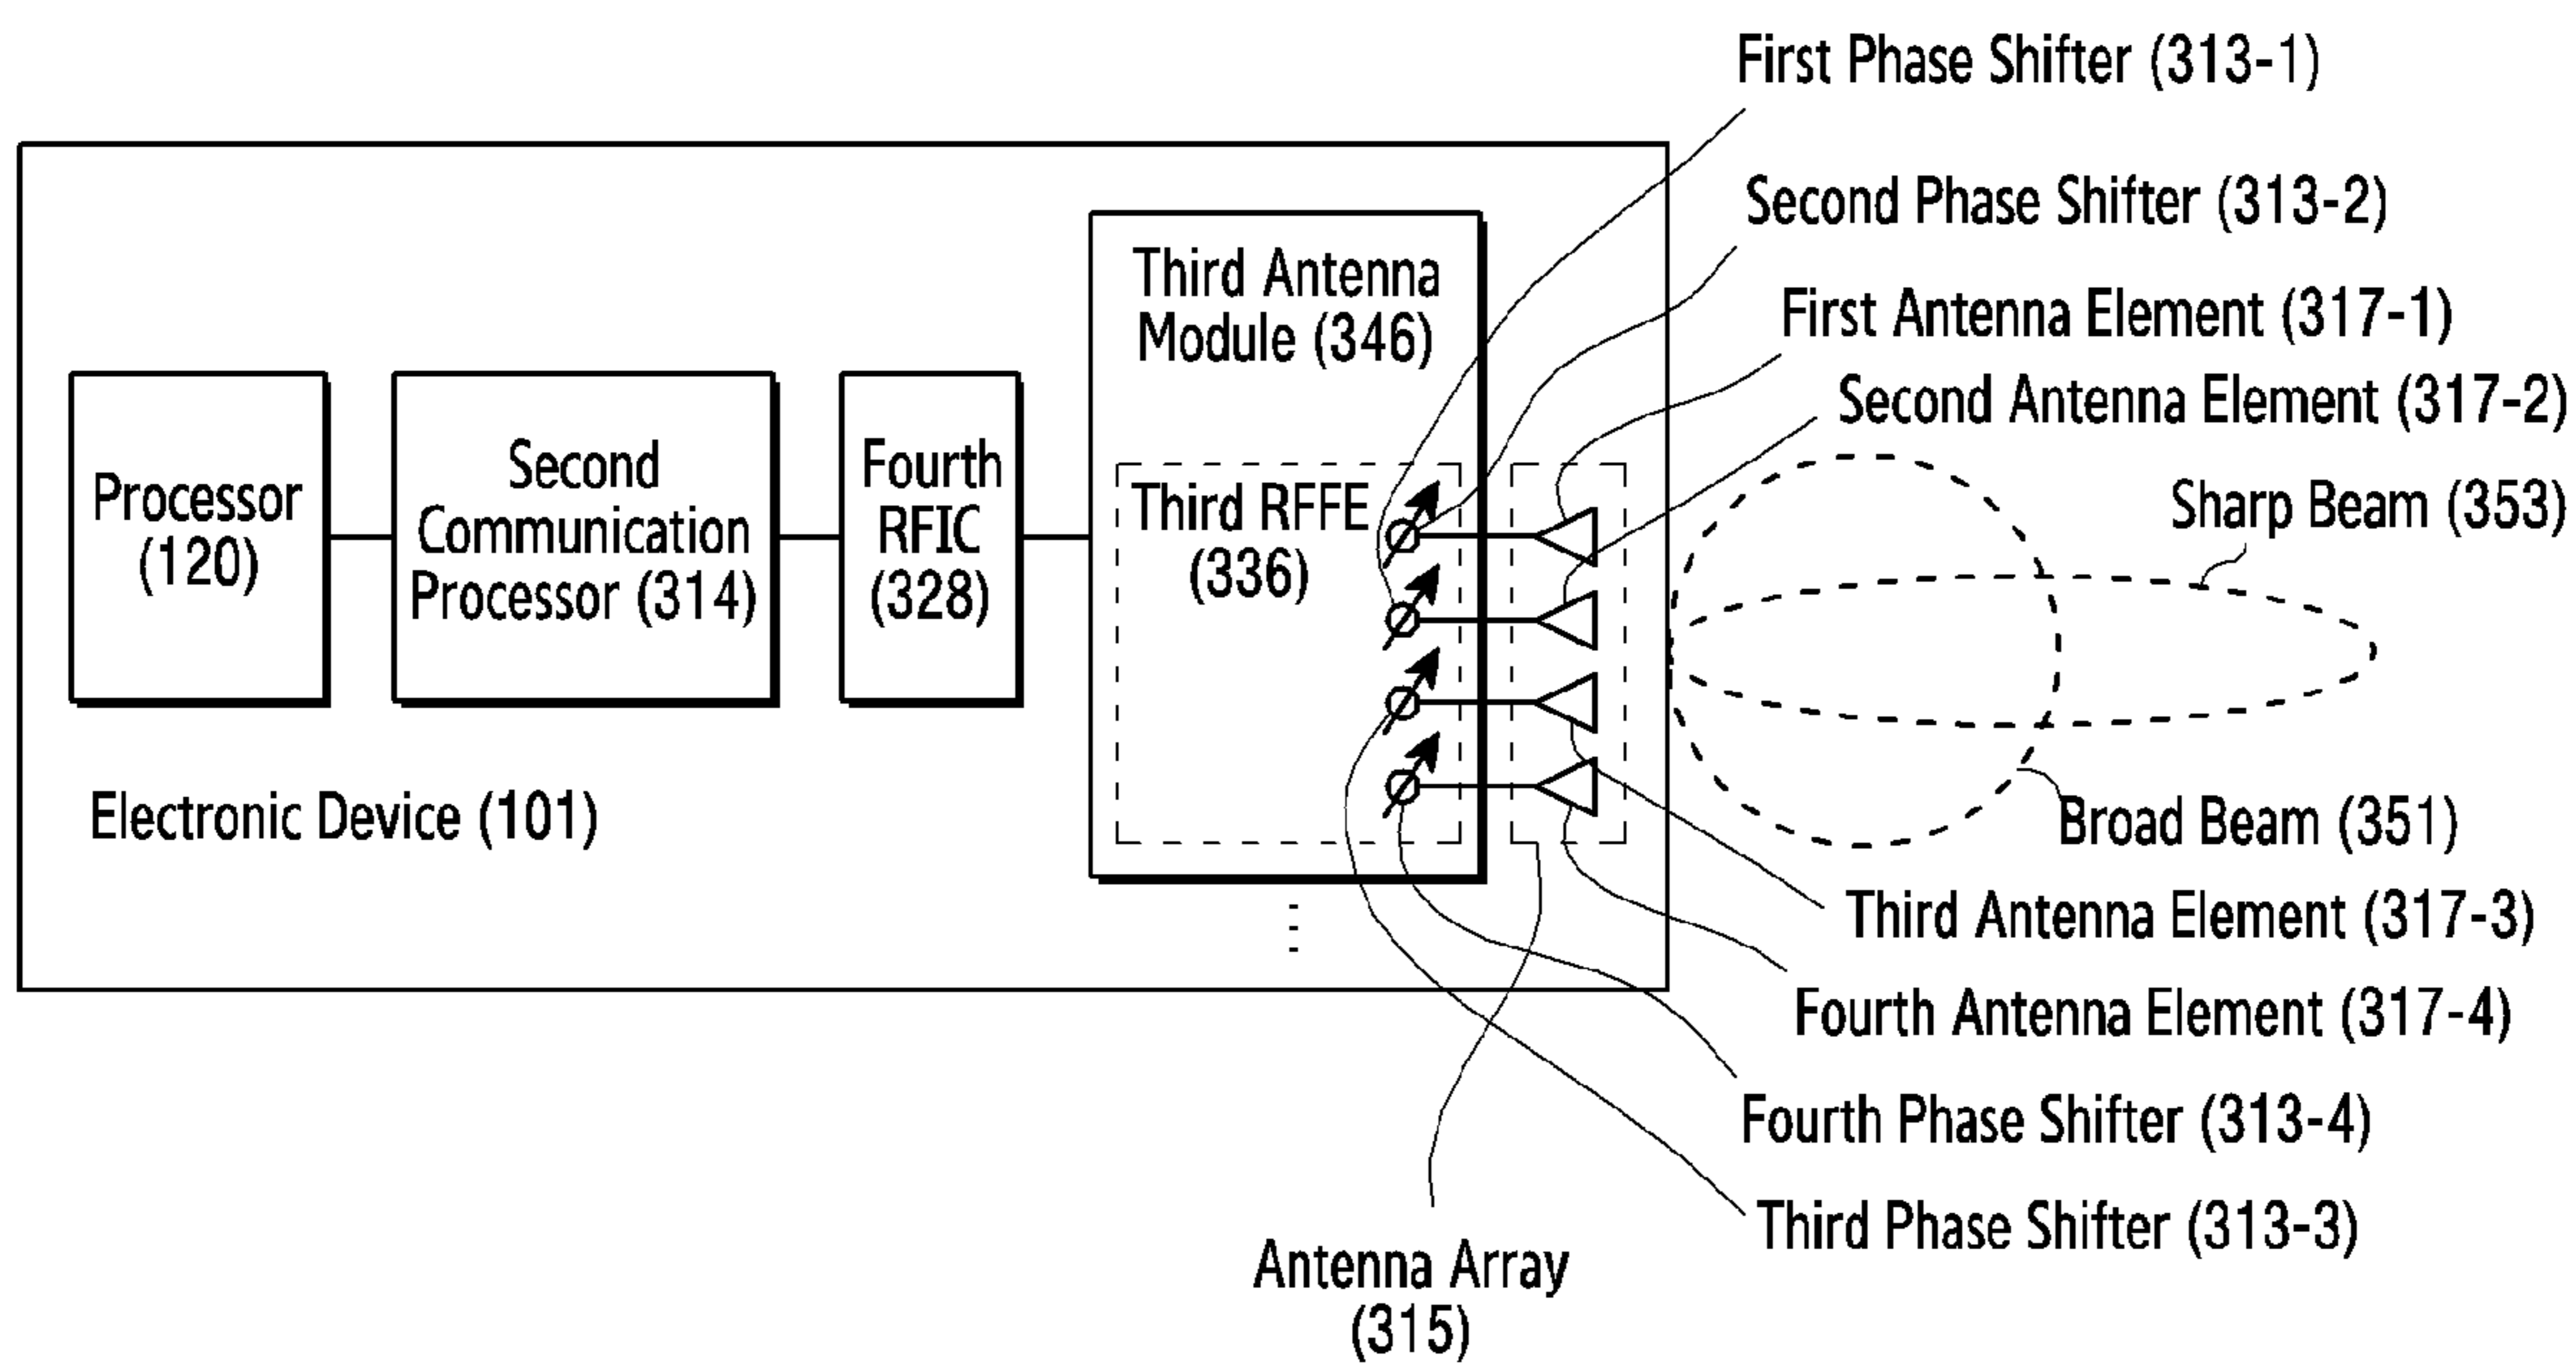 First Phase Shifter (313-1)
Second Phase Shifter (313-2)
Third Antenna
Module (346)
First Antenna Element (317-1)
Second Antenna Element (317-2)
Processor
(120)
Second
Communication
Processor (314)
Fourth
RFIC
(328)
Third RFFE
(336)
Sharp Beam (353)
Electronic Device (101)
Broad Beam (351)
Third Antenna Element (317-3)
Fourth Antenna Element (317-4)
Fourth Phase Shifter (313-4)
Third Phase Shifter (313-3)
Antenna Array
(315)